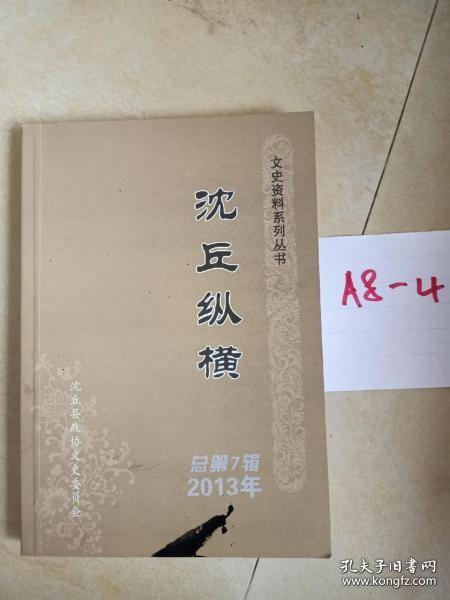 文史资料系列丛书
沈丘纵横
沈丘县政协文史委员会
总第7辑
2013年
A8-4
孔夫子旧书网
www.kongfz.com